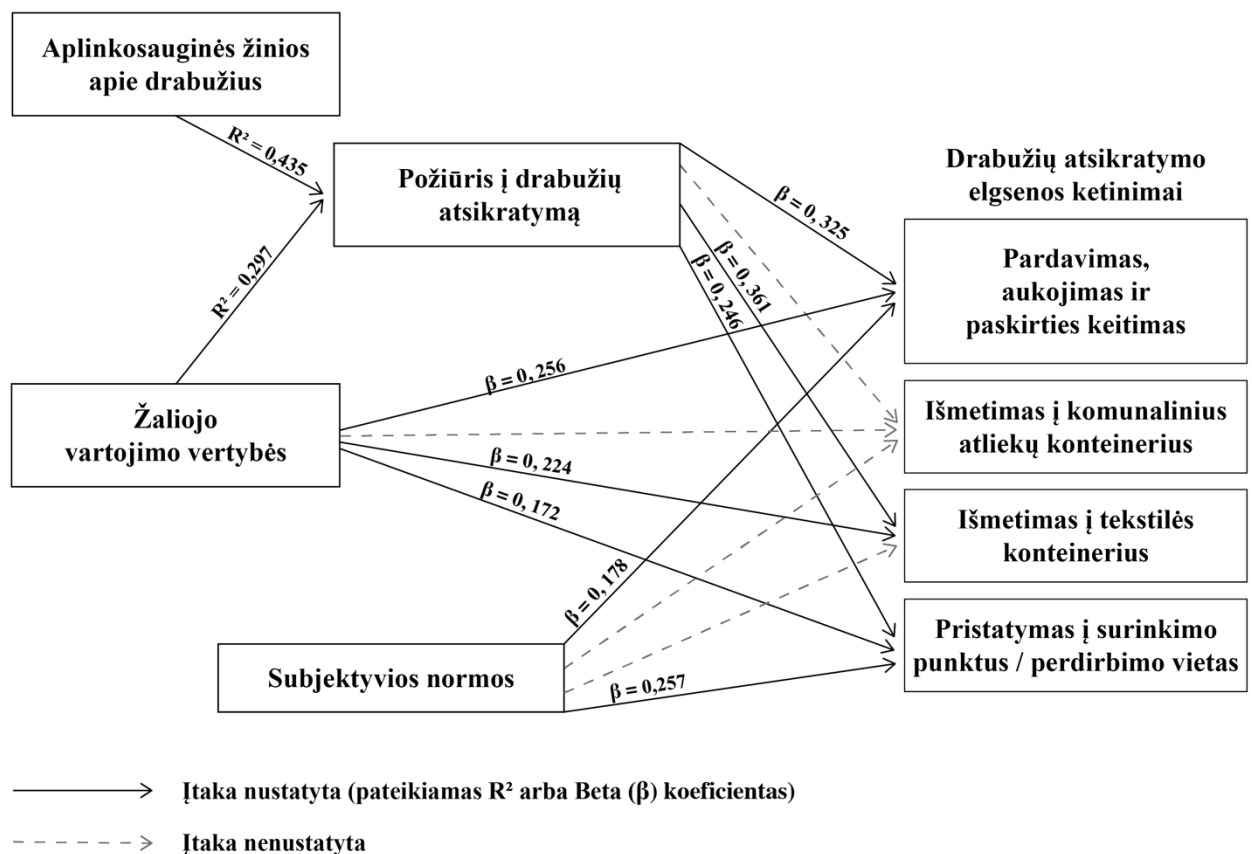 Aplinkosauginės žinios
apie drabužius
R² = 0,435
Požiūris į drabužių
atsikratymą
R² = 0,297
Žaliojo
vartojimo vertybės
Subjektyvios normos
β = 0, 325
β = 0, 361
β = 0, 246
β = 0, 256
β = 0, 224
β = 0, 172
β = 0, 178
β = 0,257
Drabužių atsikratymo
elgsenos ketinimai
Pardavimas,
aukojimas ir
paskirties keitimas
Išmetimas į komunalinius
atliekų konteinerius
Išmetimas į tekstilės
konteinerius
Pristatymas į surinkimo
punktus / perdirbimo vietas
Įtaka nustatyta (pateikiamas R² arba Beta (β) koeficientas)
Įtaka nenustatyta